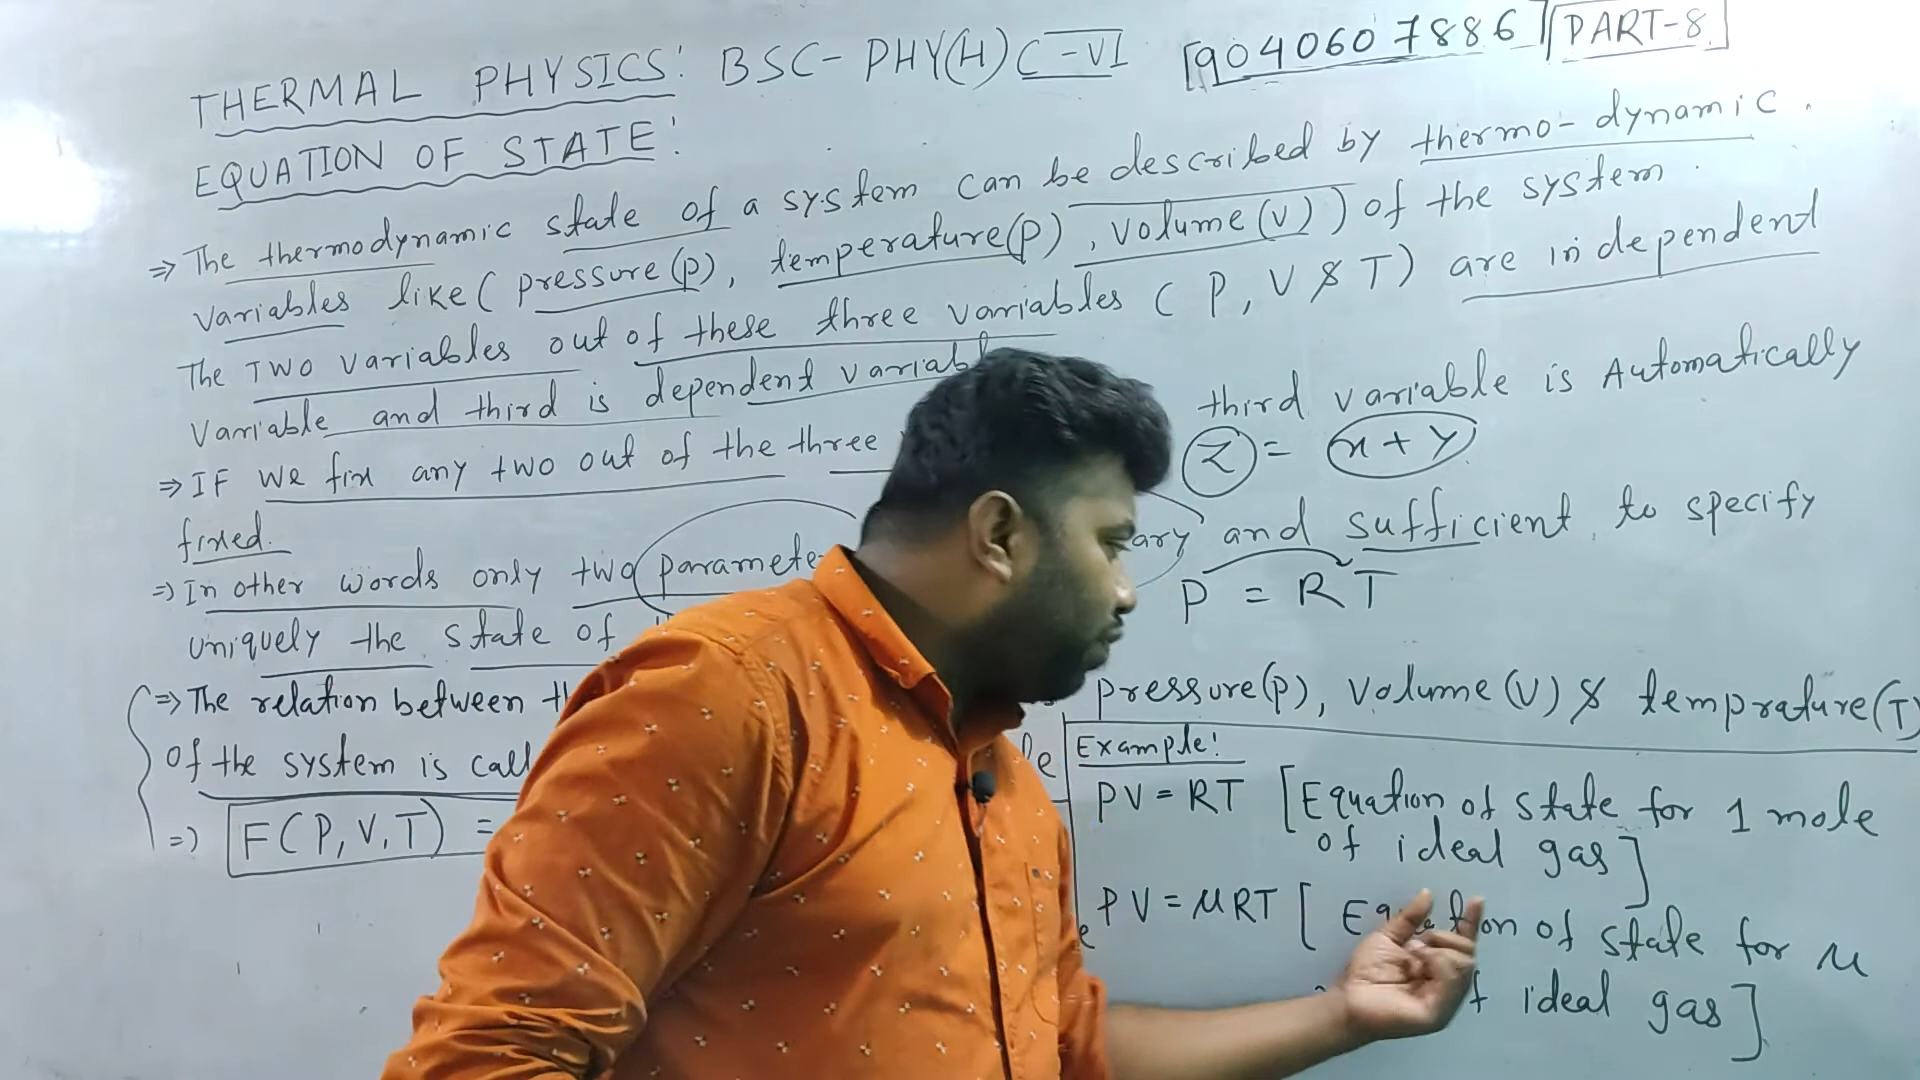 THERMAL PHYSICS: BSC- PHY(H) C-VI [9040607886] [PART-8]
EQUATION OF STATE:
⇒ The thermodynamic state of a system can be described by thermo-dynamic.
variables like ( pressure (p), temperature(p), volume (v)) of the system.
The TWO variables out of these three variables ( P, V & T) are independent
variable and third is dependent
⇒ IF we fix any two out of the three third variable is Automatically
fixed.
Z = x + y
⇒ In other words only two and sufficient to specify
uniquely the state of
P = RT
⇒ The relation between pressure(p), volume (v) & temprature(T)
of the system is
⇒ F(P, V, T) =
Example:
PV = RT [Equation of state for 1 mole
of ideal gas]
PV = μRT [ of state for μ
ideal gas]